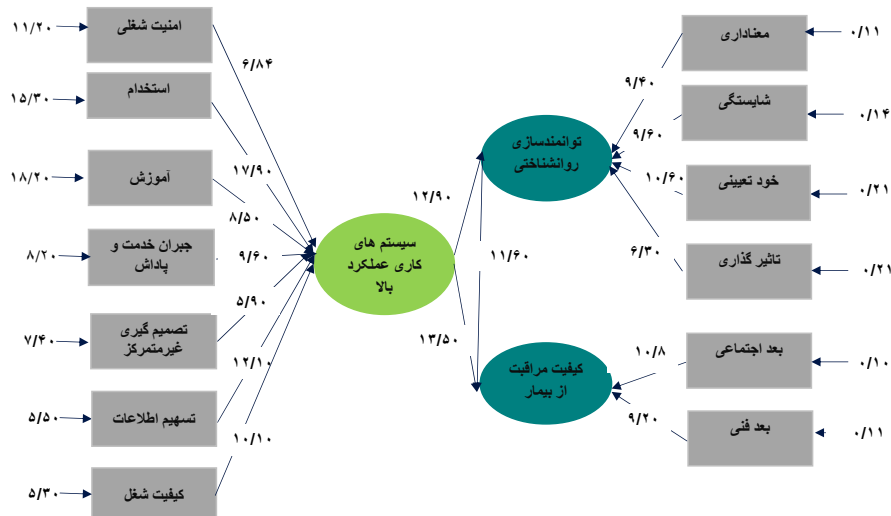 ۱۱/۲۰
امنیت شغلی
۶/۸۴
معناداری
۰/۱۱
۹/۴۰
۱۵/۳۰
استخدام
۱۷/۹۰
شایستگی
۰/۱۴
۹/۶۰
توانمندسازی
روانشناختی
۱۸/۲۰
آموزش
۸/۵۰
خود تعیینی
۰/۲۱
۱۰/۶۰
۱۲/۹۰
۸/۲۰
جبران خدمت و
پاداش
۹/۶۰
سیستم های
کاری عملکرد
بالا
۱۱/۶۰
۶/۳۰
تاثیر گذاری
۰/۲۱
۷/۴۰
تصمیم گیری
غیرمتمرکز
۵/۹۰
۱۳/۵۰
۱۰/۸
بعد اجتماعی
۰/۱۰
کیفیت مراقبت
از بیمار
۵/۵۰
تسهیم اطلاعات
۱۲/۱۰
۹/۲۰
بعد فنی
۰/۱۱
۵/۳۰
کیفیت شغل
۱۰/۱۰